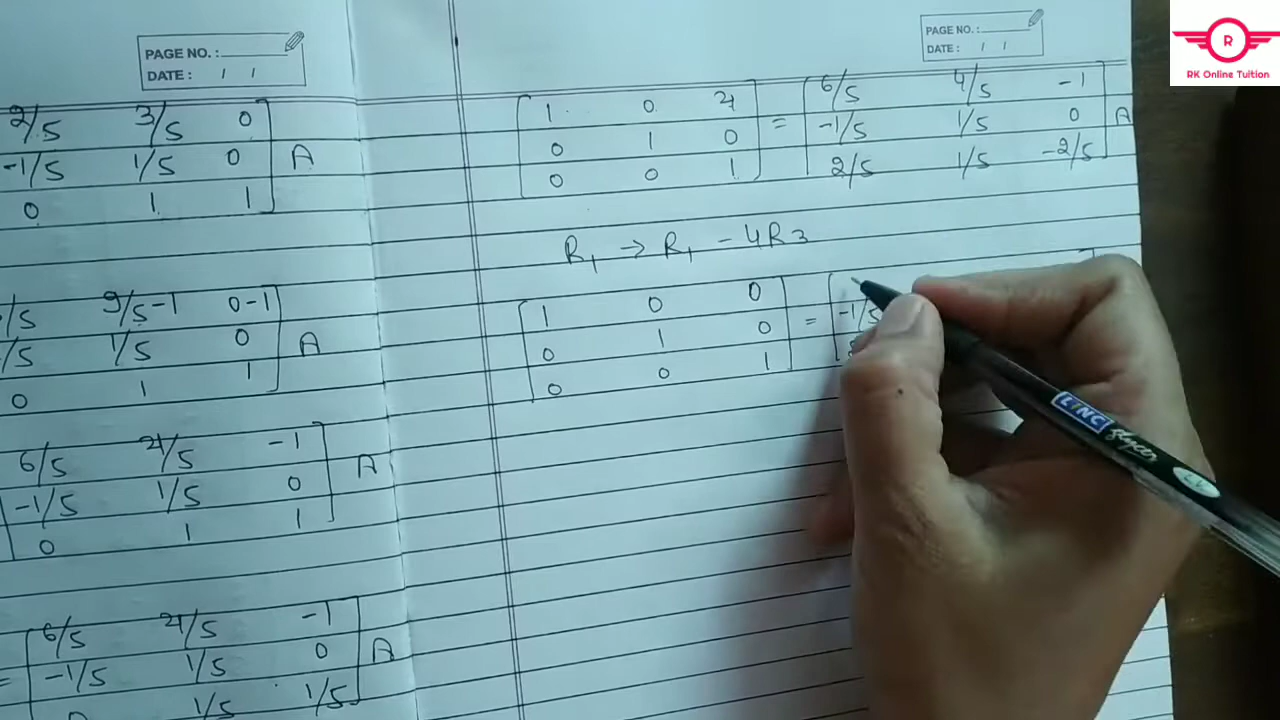 PAGE NO. :
DATE : / /
2/5 3/5 0
-1/5 1/5 0 A
0 1 1
9/5-1 0-1
1/5 0 A
0 1 1
6/5 4/5 -1
-1/5 1/5 0 A
0 1 1
6/5 4/5 -1
= -1/5 1/5 0 A
1/5 1/5
PAGE NO. :
DATE : / /
RK Online Tuition
R
1 0 4 = 6/5 4/5 -1
0 1 0 -1/5 1/5 0 A
0 0 1 2/5 1/5 -2/5
R1 → R1 - 4R3
1 0 0
0 1 0 = -1/5
0 0 1
LINC glycer